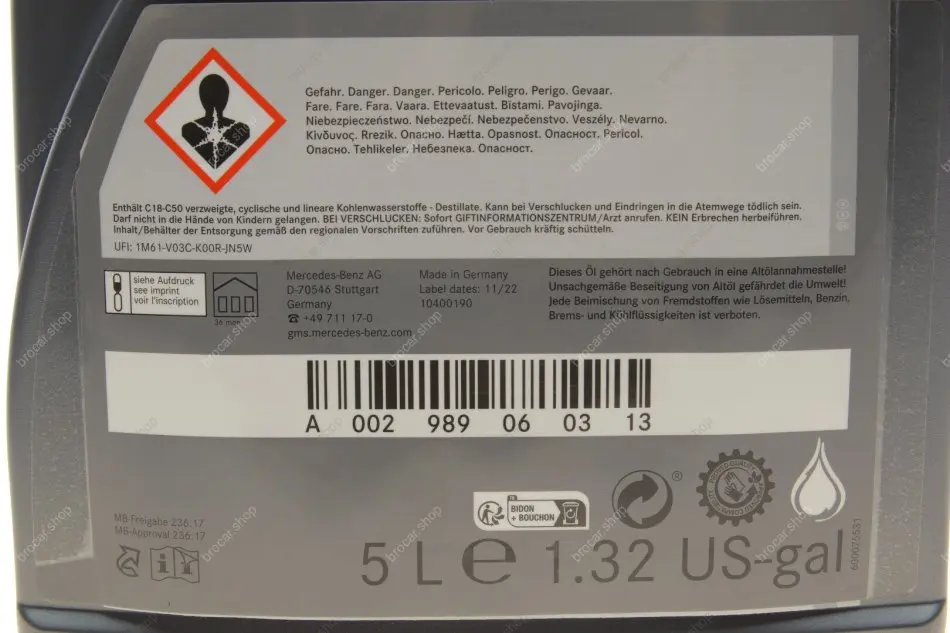 Gefahr. Danger. Danger. Pericolo. Peligro. Perigo. Gevaar.
Fare. Fare. Fara. Vaara. Ettevaatust. Bistami. Pavojinga.
Niebezpieczeństwo. Nebezpečí. Nebezpečenstvo. Veszély. Nevarno.
Κίνδυνος. Rrezik. Опасно. Hætta. Opasnost. Опасност. Pericol.
Опасно. Tehlikeler. Небезпека. Опасност.
Enthält C18-C50 verzweigte, cyclische und lineare Kohlenwasserstoffe - Destillate. Kann bei Verschlucken und Eindringen in die Atemwege tödlich sein.
Darf nicht in die Hände von Kindern gelangen. BEI VERSCHLUCKEN: Sofort GIFTINFORMATIONSZENTRUM/Arzt anrufen. KEIN Erbrechen herbeiführen.
Inhalt/Behälter der Entsorgung gemäß den regionalen Vorschriften zuführen. Vor Gebrauch kräftig schütteln.
UFI: 1M61-V03C-K00R-JN5W
siehe Aufdruck
see imprint
voir l'inscription
36 mon
Mercedes-Benz AG
D-70546 Stuttgart
Germany
☎ +49 711 17-0
gms.mercedes-benz.com
Made in Germany
Label dates: 11/22
10400190
Dieses Öl gehört nach Gebrauch in eine Altölannahmestelle!
Unsachgemäße Beseitigung von Altöl gefährdet die Umwelt!
Jede Beimischung von Fremdstoffen wie Lösemitteln, Benzin,
Brems- und Kühlflüssigkeiten ist verboten.
A 002 989 06 03 13
MB-Freigabe 236.17
MB-Approval 236.17
FR
BIDON
+ BOUCHON
®
5 L e 1.32 US-gal
600075531
brocar.shop